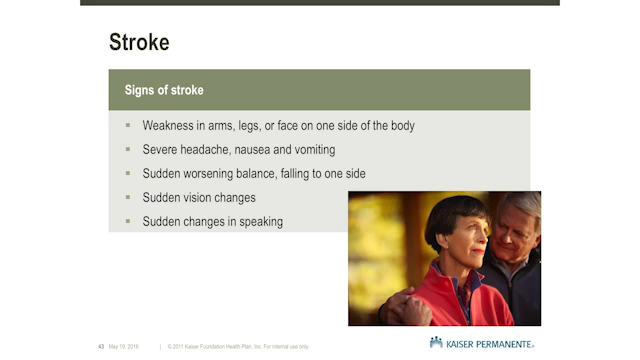 Stroke
Signs of stroke
Weakness in arms, legs, or face on one side of the body
Severe headache, nausea and vomiting
Sudden worsening balance, falling to one side
Sudden vision changes
Sudden changes in speaking
43 May 19, 2016 | © 2011 Kaiser Foundation Health Plan, Inc. For internal use only.
KAISER PERMANENTE®